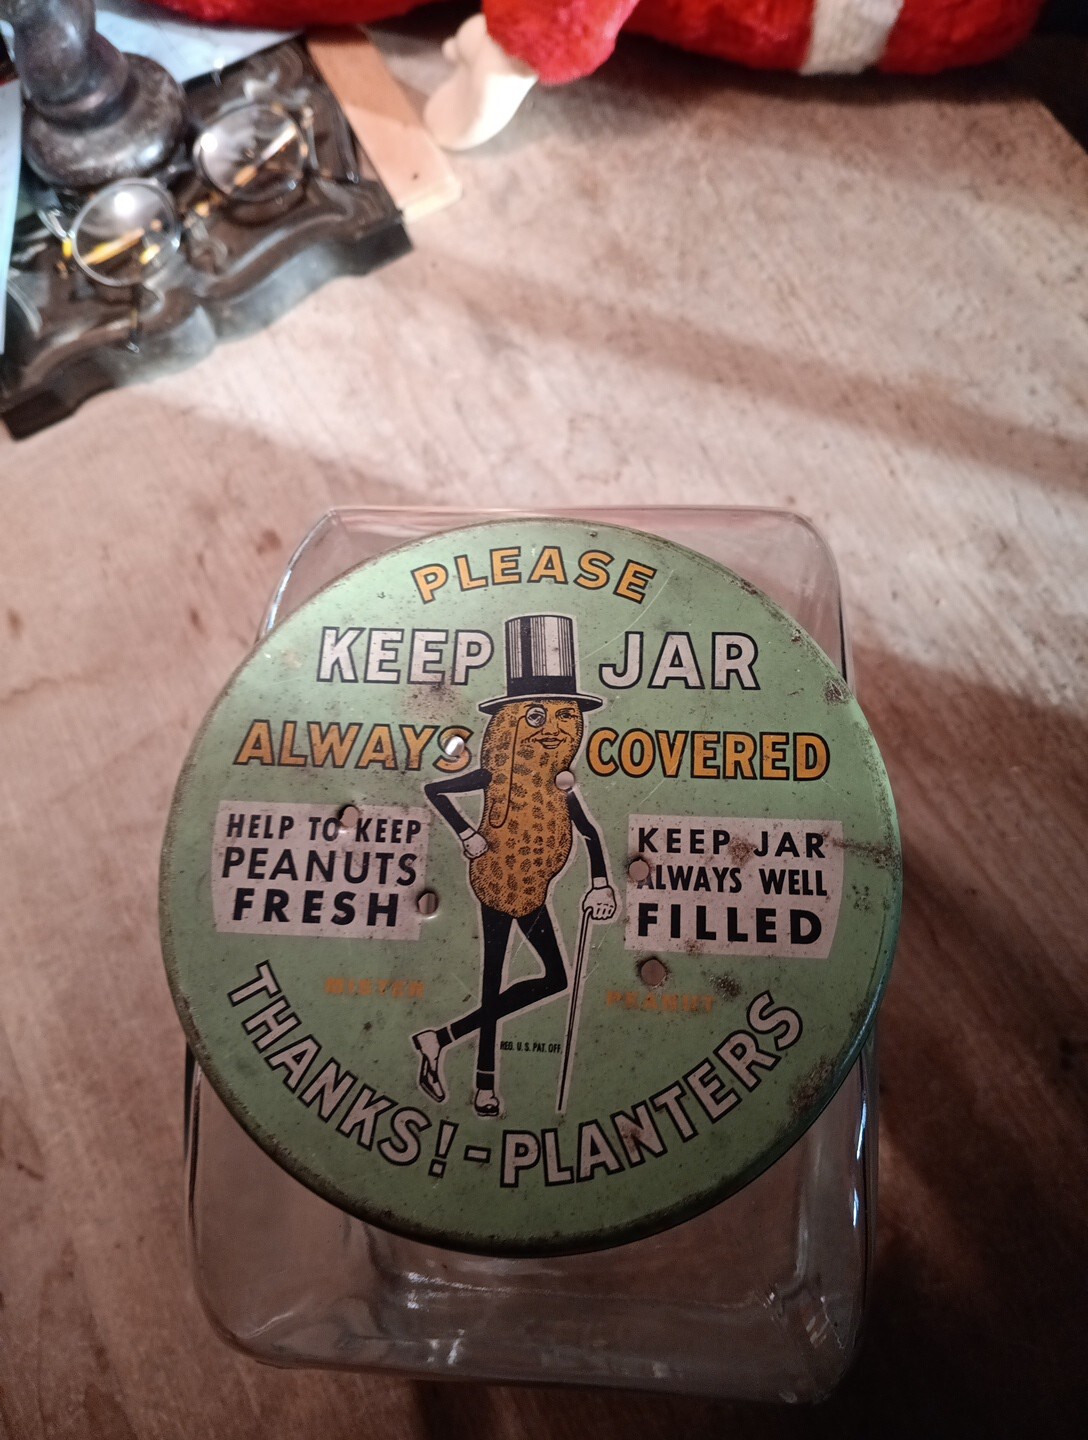 PLEASE
KEEP JAR
ALWAYS COVERED
HELP TO KEEP
PEANUTS
FRESH
KEEP JAR
ALWAYS WELL
FILLED
MISTER PEANUT
REG. U.S. PAT. OFF.
THANKS!-PLANTERS